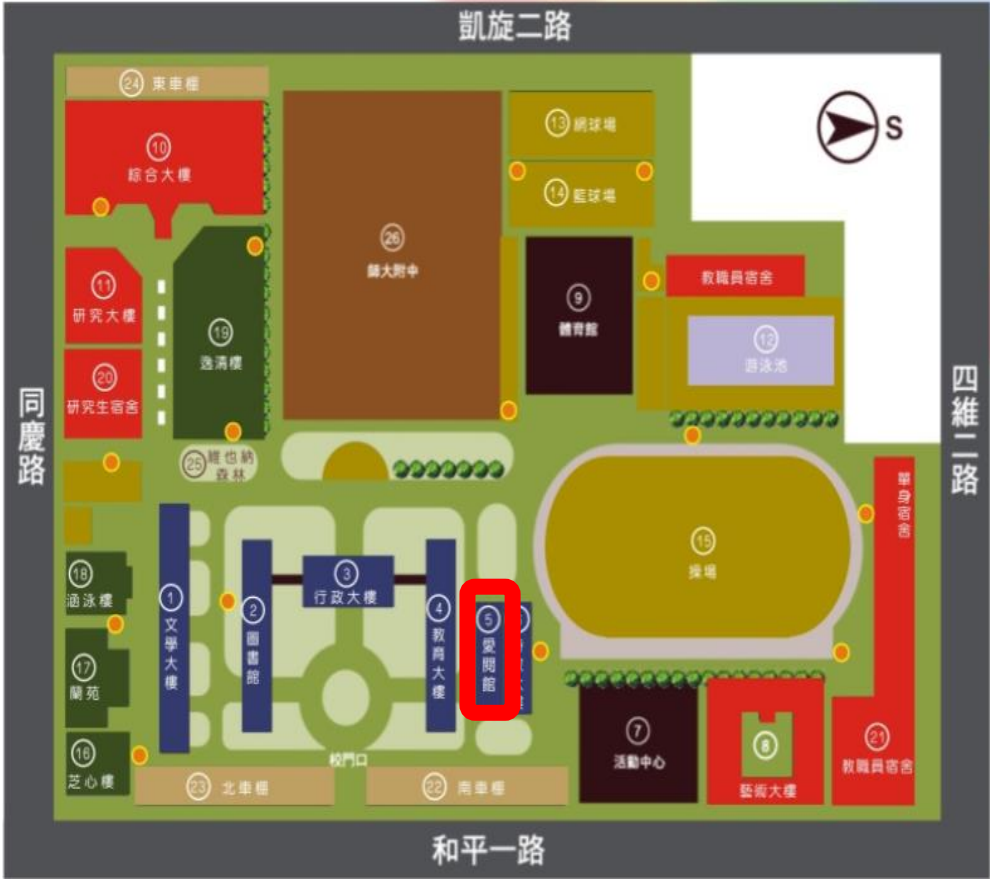 凱旋二路
24 東車棚
13 網球場
S
10
綜合大樓
14 籃球場
26
師大附中
教職員宿舍
11
研究大樓
9
體育館
19
逸清樓
12
游泳池
20
研究生宿舍
同慶路
四維二路
25 維也納
森林
單身宿舍
15
操場
18
涵泳樓
3
行政大樓
1 文學大樓
2 圖書館
4 教育大樓
5 愛閱館
17
蘭苑
7
活動中心
8
藝術大樓
21
教職員宿舍
16
芝心樓
校門口
23 北車棚
22 南車棚
和平一路